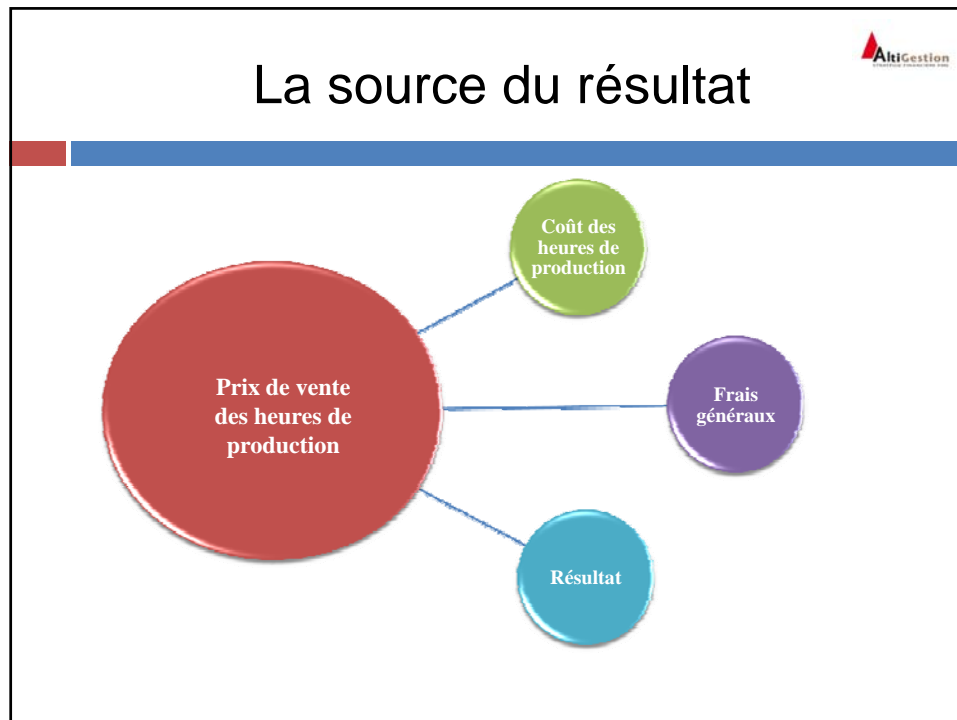 AltiGestion
La source du résultat
Coût des
heures de
production
Prix de vente
des heures de
production
Frais
généraux
Résultat